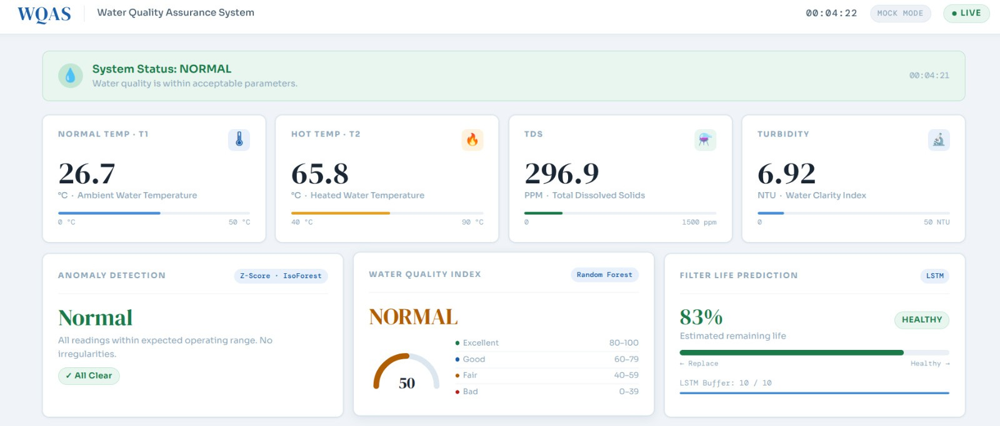 WQAS
Water Quality Assurance System
00:04:22
MOCK MODE
● LIVE
System Status: NORMAL
Water quality is within acceptable parameters.
00:04:21
NORMAL TEMP · T1
26.7
°C · Ambient Water Temperature
0 °C 50 °C
HOT TEMP · T2
65.8
°C · Heated Water Temperature
40 °C 90 °C
TDS
296.9
PPM · Total Dissolved Solids
0 1500 ppm
TURBIDITY
6.92
NTU · Water Clarity Index
0 50 NTU
ANOMALY DETECTION
Z-Score · IsoForest
Normal
All readings within expected operating range. No
irregularities.
✓ All Clear
WATER QUALITY INDEX
Random Forest
NORMAL
50
Excellent 80–100
Good 60–79
Fair 40–59
Bad 0–39
FILTER LIFE PREDICTION
LSTM
83%
HEALTHY
Estimated remaining life
← Replace Healthy →
LSTM Buffer: 10 / 10